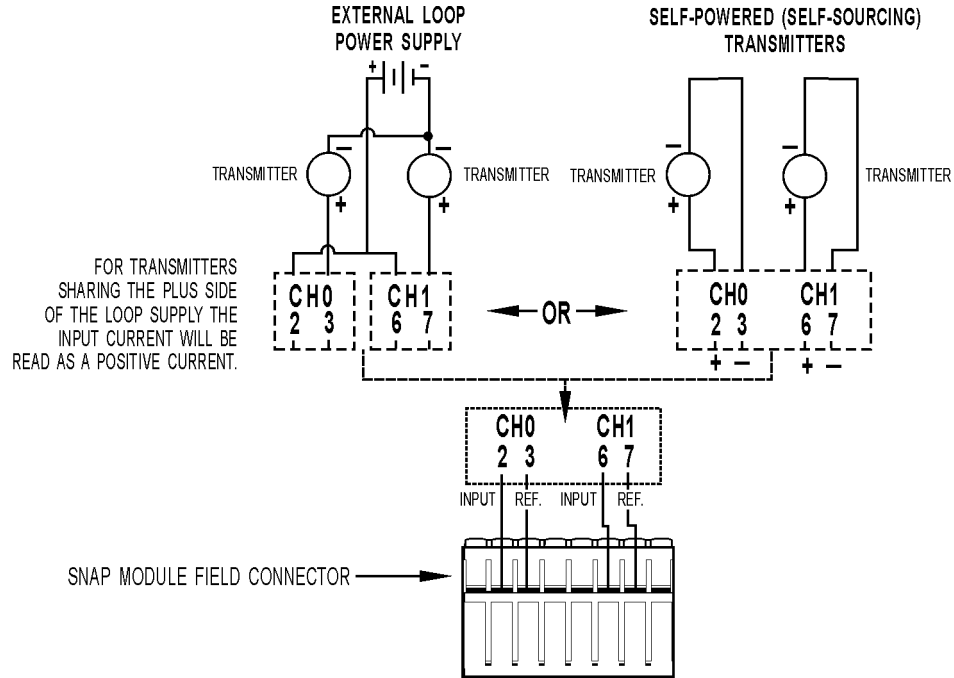 EXTERNAL LOOP
POWER SUPPLY
+ -
TRANSMITTER
-
+
-
+
TRANSMITTER
FOR TRANSMITTERS
SHARING THE PLUS SIDE
OF THE LOOP SUPPLY THE
INPUT CURRENT WILL BE
READ AS A POSITIVE CURRENT.
CH0
2 3
CH1
6 7
OR
SELF-POWERED (SELF-SOURCING)
TRANSMITTERS
TRANSMITTER
-
+
-
+
TRANSMITTER
CH0
2 3
+ -
CH1
6 7
+ -
CH0
2 3
CH1
6 7
INPUT REF. INPUT REF.
SNAP MODULE FIELD CONNECTOR